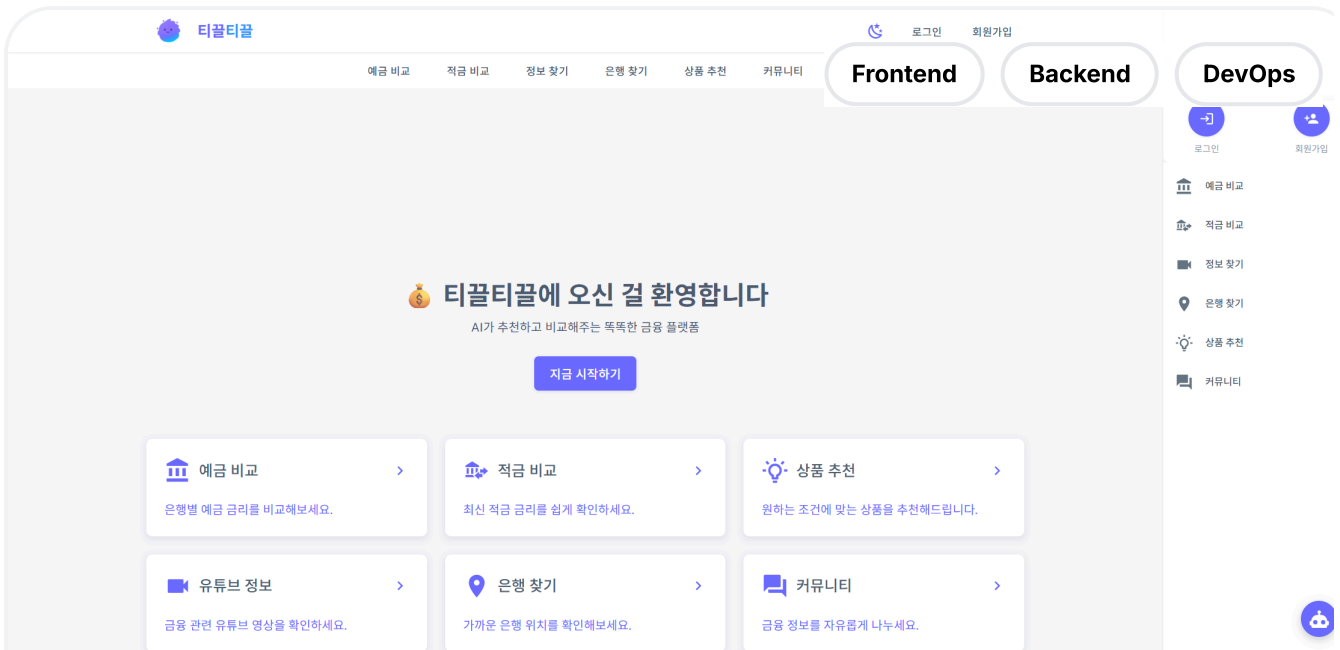 티끌티끌
로그인 회원가입
예금 비교 적금 비교 정보 찾기 은행 찾기 상품 추천 커뮤니티
Frontend Backend DevOps
로그인 회원가입
예금 비교
적금 비교
정보 찾기
은행 찾기
상품 추천
커뮤니티
티끌티끌에 오신 걸 환영합니다
AI가 추천하고 비교해주는 똑똑한 금융 플랫폼
지금 시작하기
예금 비교
은행별 예금 금리를 비교해보세요.
적금 비교
최신 적금 금리를 쉽게 확인하세요.
상품 추천
원하는 조건에 맞는 상품을 추천해드립니다.
유튜브 정보
금융 관련 유튜브 영상을 확인하세요.
은행 찾기
가까운 은행 위치를 확인해보세요.
커뮤니티
금융 정보를 자유롭게 나누세요.